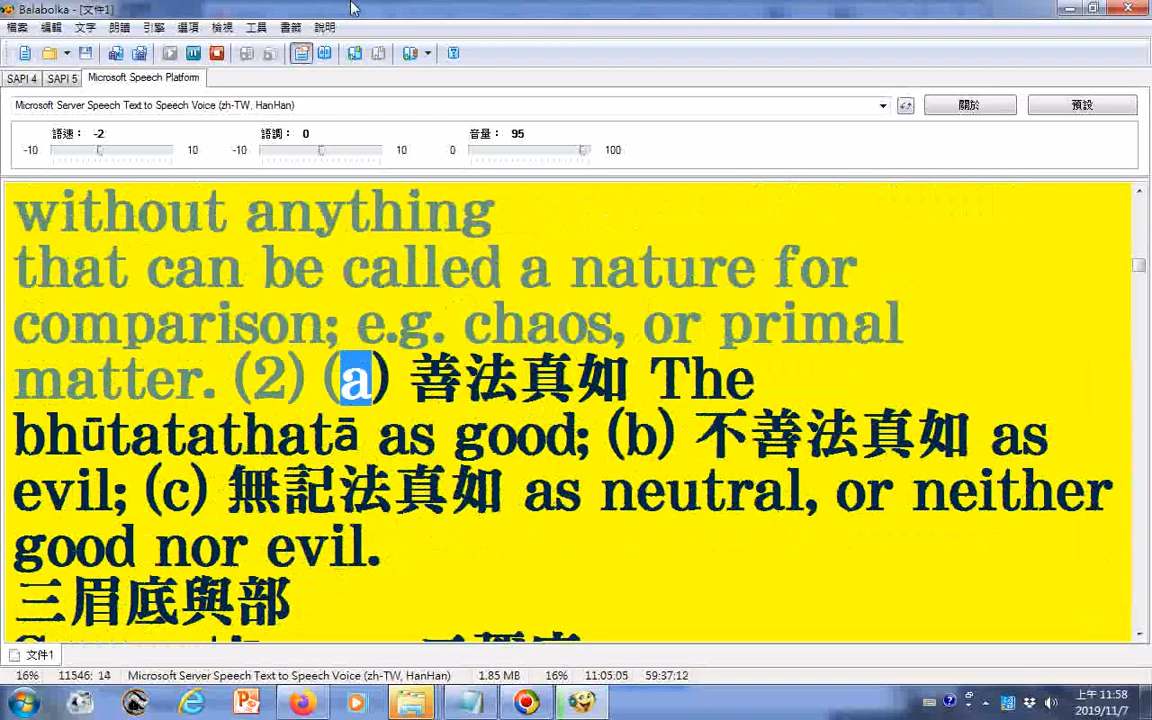 Balabolka - [文件1]
檔案 編輯 文字 朗讀 引擎 選項 檢視 工具 書籤 說明
SAPI 4 SAPI 5 Microsoft Speech Platform
Microsoft Server Speech Text to Speech Voice (zh-TW, HanHan) 關於 預設
語速： -2 語調： 0 音量： 95
-10 10 -10 10 0 100
without anything
that can be called a nature for
comparison; e.g. chaos, or primal
matter. (2) (a) 善法真如 The
bhūtatathatā as good; (b) 不善法真如 as
evil; (c) 無記法真如 as neutral, or neither
good nor evil.
三眉底與部
文件1
16% 11546: 14 Microsoft Server Speech Text to Speech Voice (zh-TW, HanHan) 1.85 MB 16% 11:05:05 59:37:12
上午 11:58
2019/11/7